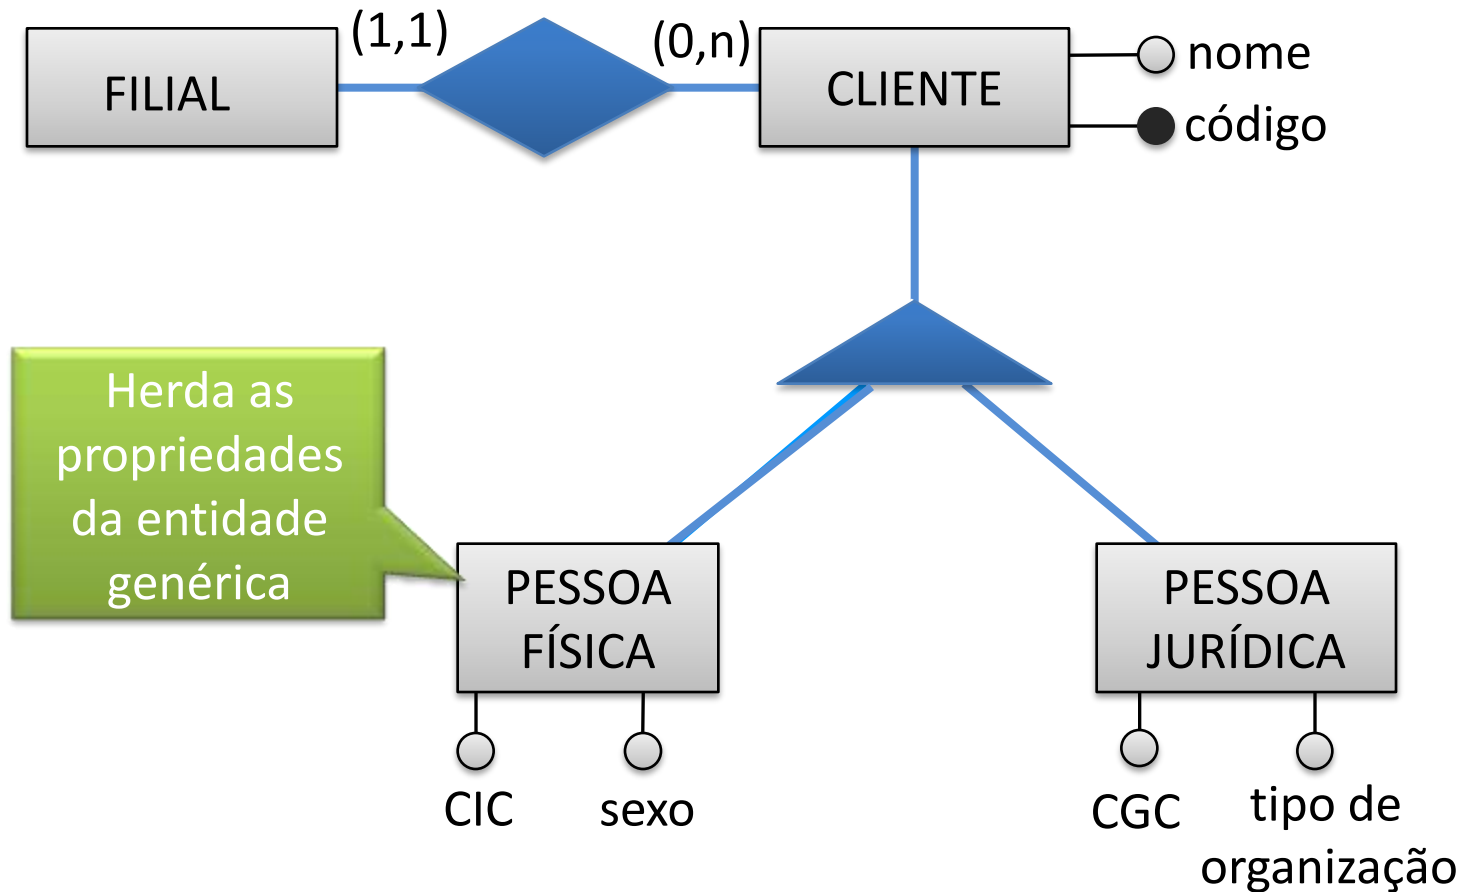 FILIAL
(1,1)
(0,n)
CLIENTE
nome
código
Herda as
propriedades
da entidade
genérica
PESSOA
FÍSICA
PESSOA
JURÍDICA
CIC
sexo
CGC
tipo de
organização